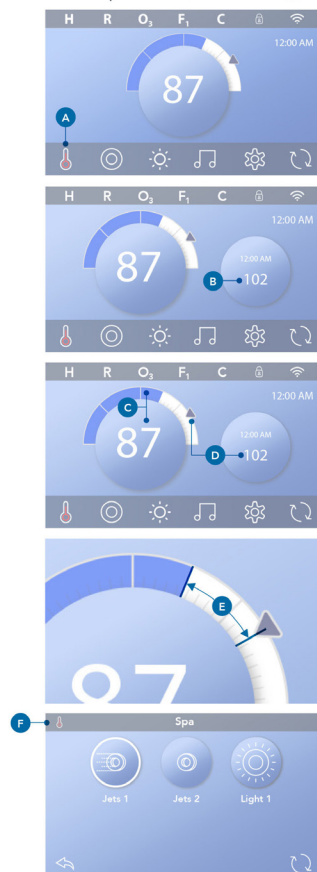 H R O3 F1 C
12:00 AM
87
A
H R O3 F1 C
12:00 AM
87
12:00 AM
B
102
H R O3 F1 C
12:00 AM
C
87
12:00 AM
D
102
E
87
F
Spa
Jets 1 Jets 2 Light 1